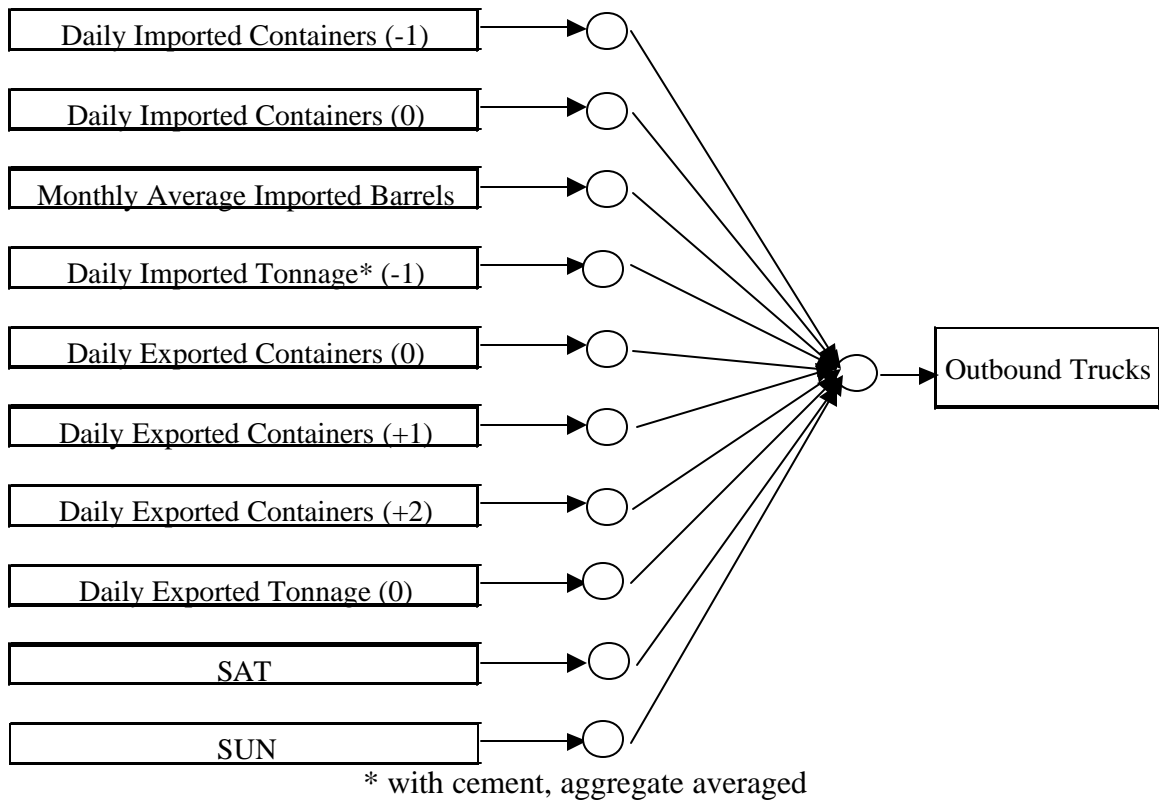 Daily Imported Containers (-1)
Daily Imported Containers (0)
Monthly Average Imported Barrels
Daily Imported Tonnage* (-1)
Daily Exported Containers (0)
Outbound Trucks
Daily Exported Containers (+1)
Daily Exported Containers (+2)
Daily Exported Tonnage (0)
SAT
SUN
* with cement, aggregate averaged